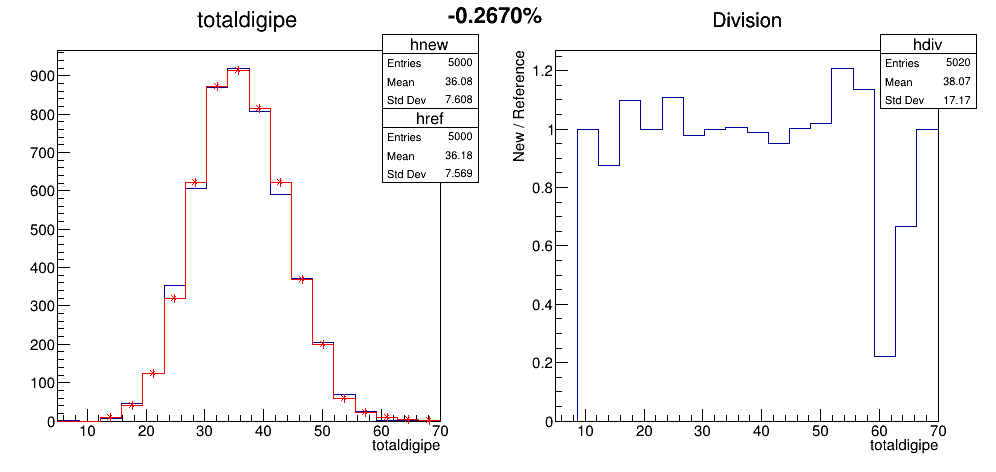 -0.2670%
totaldigipe
hnew
Entries 5000
Mean 36.08
Std Dev 7.608
href
Entries 5000
Mean 36.18
Std Dev 7.569
900
800
700
600
500
400
300
200
100
0
10 20 30 40 50 60 70
totaldigipe
Division
hdiv
Entries 5020
Mean 38.07
Std Dev 17.17
New / Reference
1.2
1
0.8
0.6
0.4
0.2
0
10 20 30 40 50 60 70
totaldigipe